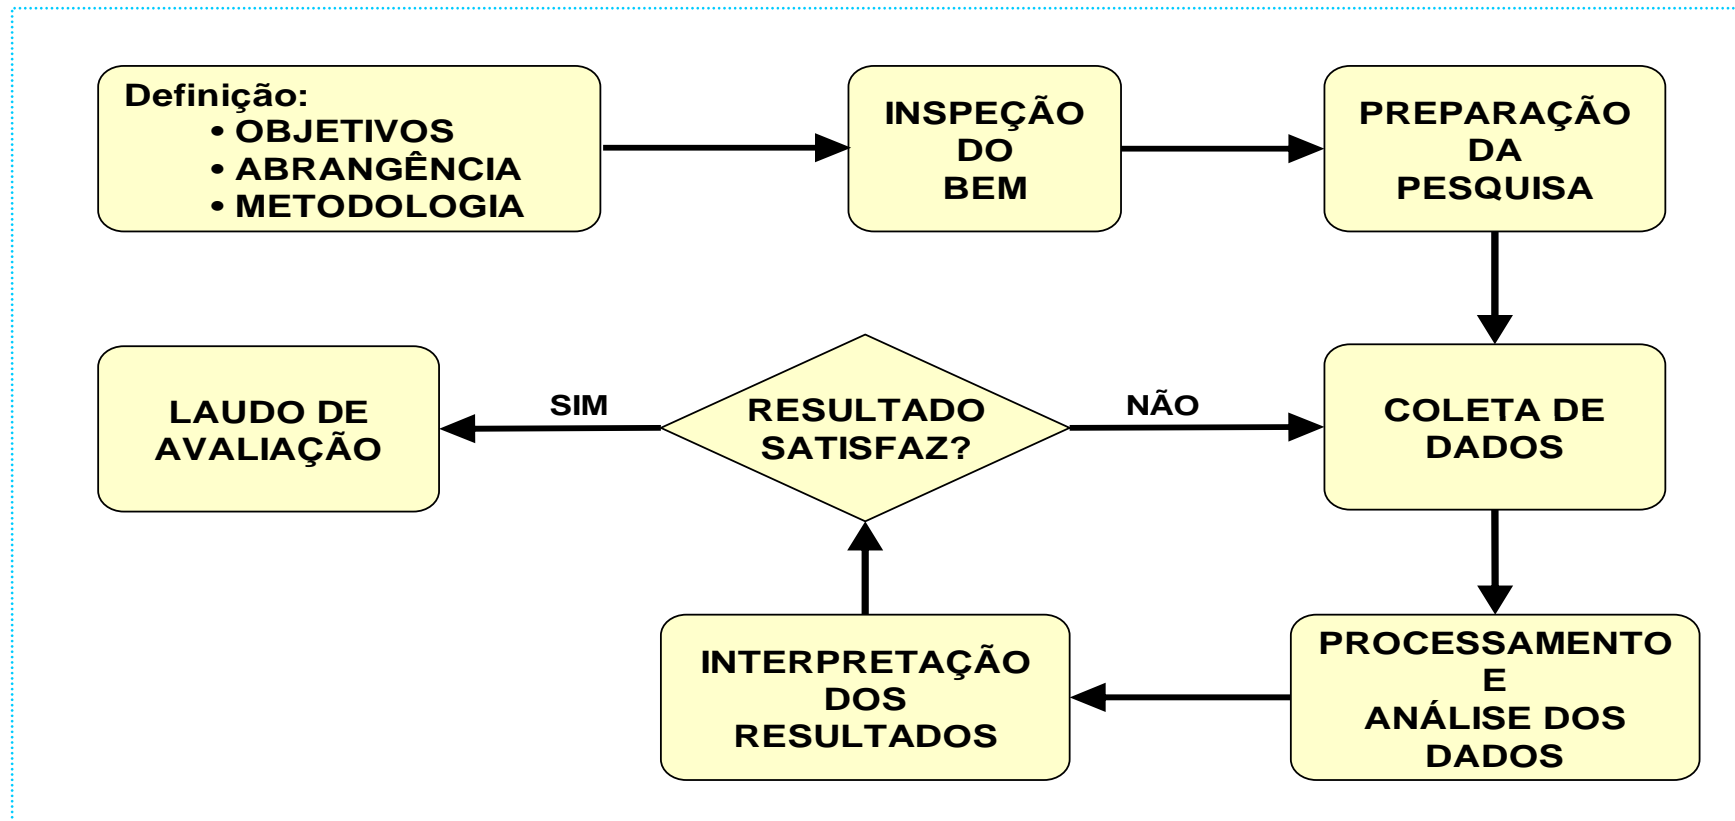 Definição:
• OBJETIVOS
• ABRANGÊNCIA
• METODOLOGIA
INSPEÇÃO
DO
BEM
PREPARAÇÃO
DA
PESQUISA
LAUDO DE
AVALIAÇÃO
SIM
RESULTADO
SATISFAZ?
NÃO
COLETA DE
DADOS
INTERPRETAÇÃO
DOS
RESULTADOS
PROCESSAMENTO
E
ANÁLISE DOS
DADOS